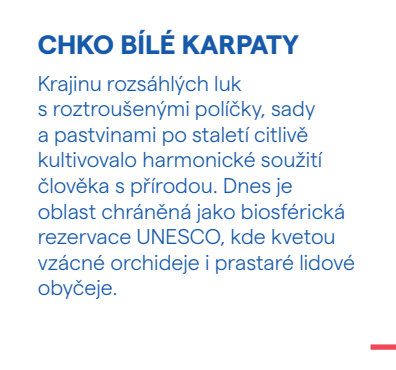 CHKO BÍLÉ KARPATY
Krajinu rozsáhlých luk
s roztroušenými políčky, sady
a pastvinami po staletí citlivě
kultivovalo harmonické soužití
člověka s přírodou. Dnes je
oblast chráněná jako biosférická
rezervace UNESCO, kde kvetou
vzácné orchideje i prastaré lidové
obyčeje.